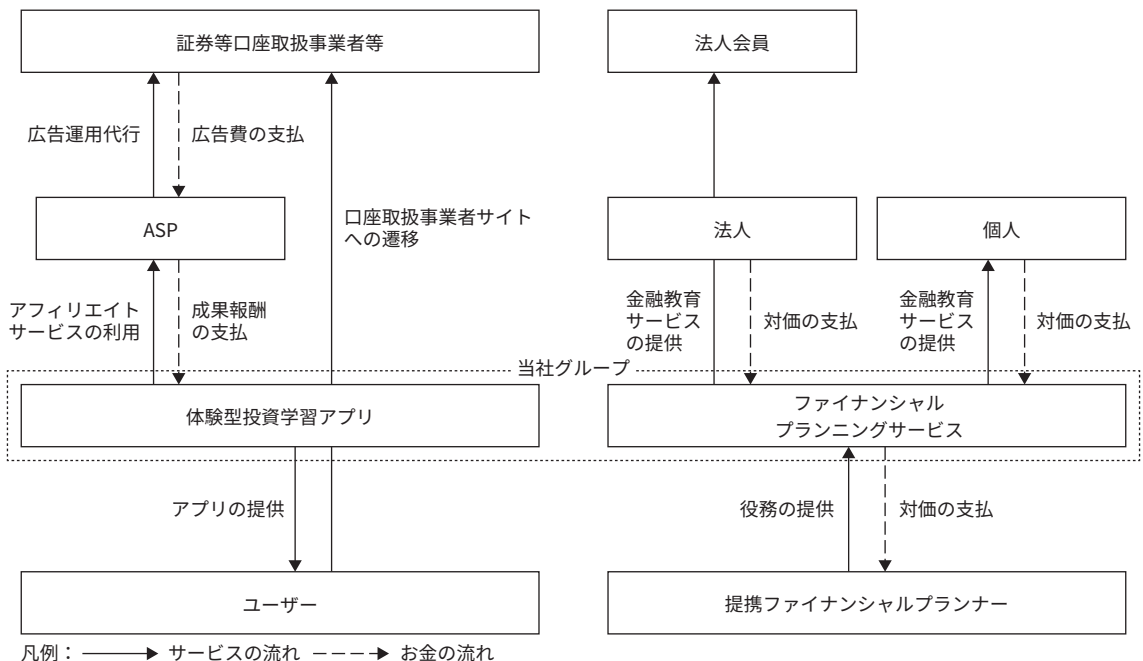 証券等口座取扱事業者等
法人会員
広告運用代行
広告費の支払
ASP
口座取扱事業者サイト
への遷移
法人
個人
アフィリエイト
サービスの利用
成果報酬
の支払
金融教育
サービス
の提供
対価の支払
金融教育
サービス
の提供
対価の支払
当社グループ
体験型投資学習アプリ
ファイナンシャル
プランニングサービス
アプリの提供
役務の提供
対価の支払
ユーザー
提携ファイナンシャルプランナー
凡例： サービスの流れ お金の流れ